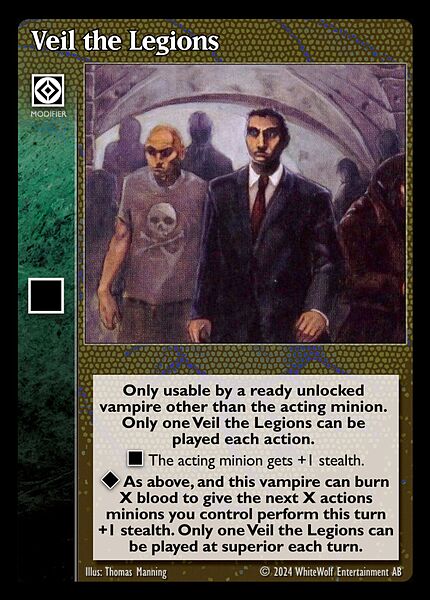 Veil the Legions
MODIFIER
Only usable by a ready unlocked
vampire other than the acting minion.
Only one Veil the Legions can be
played each action.
The acting minion gets +1 stealth.
As above, and this vampire can burn
X blood to give the next X actions
minions you control perform this turn
+1 stealth. Only one Veil the Legions can
be played at superior each turn.
Illus: Thomas Manning © 2024 WhiteWolf Entertainment AB